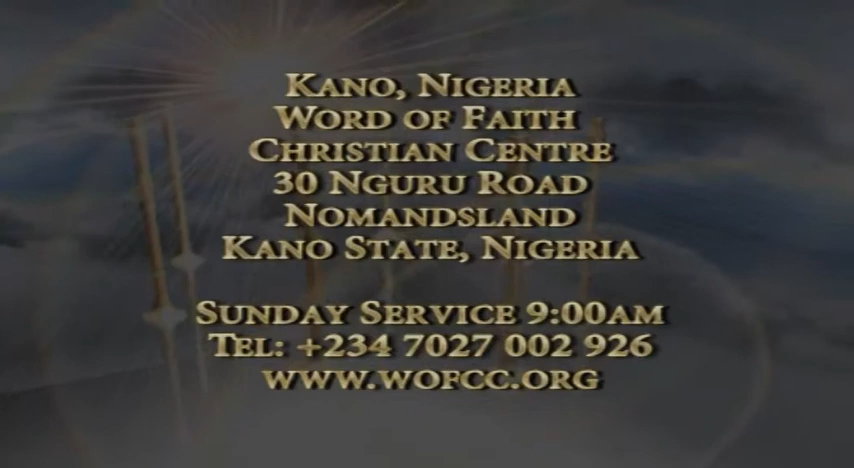 Kano, Nigeria
Word of Faith
Christian Centre
30 Nguru Road
Nomandsland
Kano State, Nigeria
Sunday Service 9:00am
Tel: +234 7027 002 926
www.wofcc.org